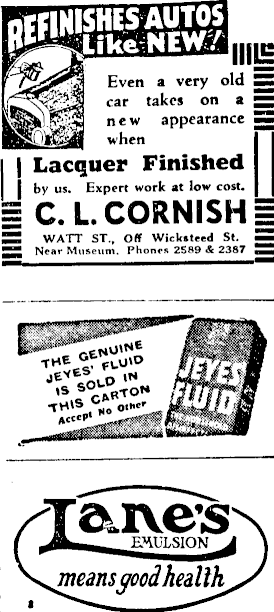 REFINISHES AUTOS
Like NEW!
Even a very old
car takes on a
new appearance
when
Lacquer Finished
by us. Expert work at low cost.
C. L. CORNISH
WATT ST., Off Wicksteed St.
Near Museum. Phones 2589 & 2387
THE GENUINE
JEYES' FLUID
IS SOLD IN
THIS CARTON
Accept No Other
JEYES
FLUID
Lane's
EMULSION
means good health
8